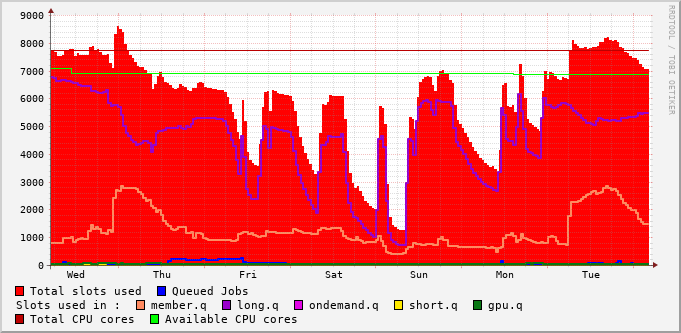 9000
8000
7000
6000
5000
4000
3000
2000
1000
0
Wed Thu Fri Sat Sun Mon Tue
Total slots used Queued Jobs
Slots used in : member.q long.q ondemand.q short.q gpu.q
Total CPU cores Available CPU cores
RRDTOOL / TOBI OETIKER